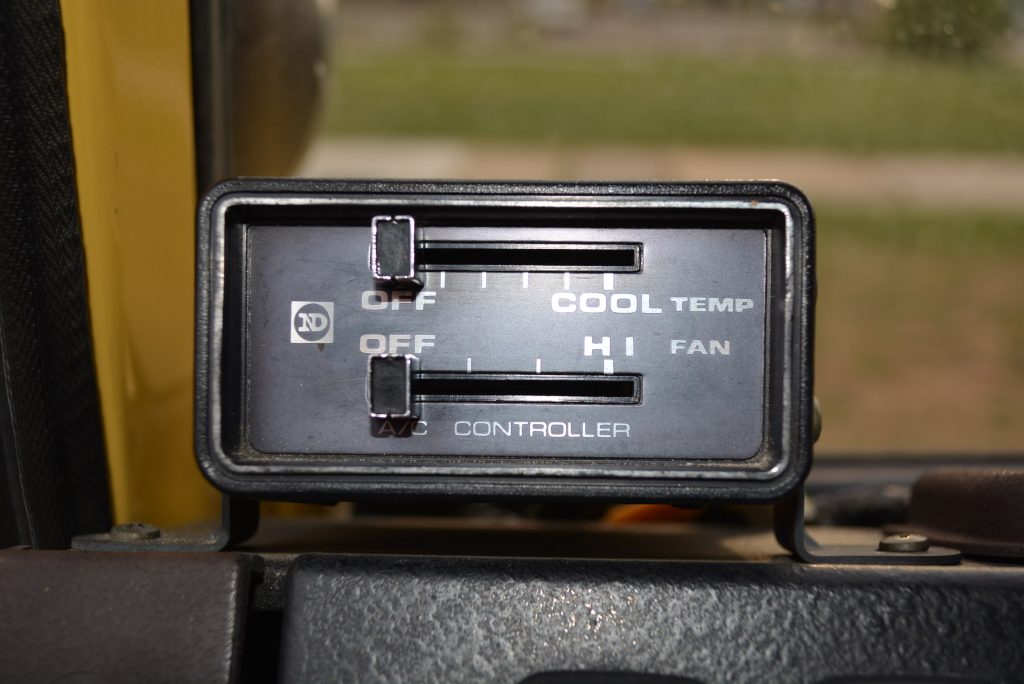 OFF COOL TEMP
ND
OFF HI FAN
A/C CONTROLLER